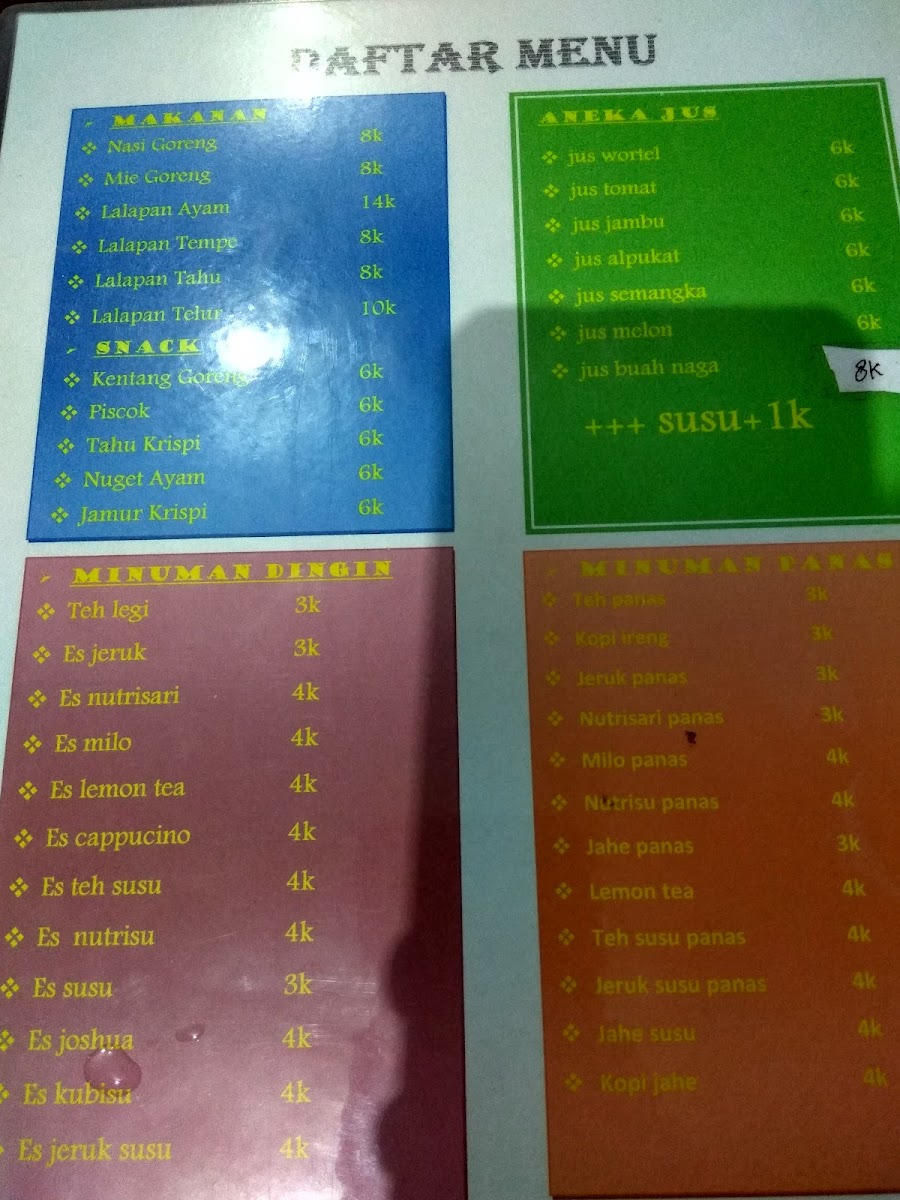 DAFTAR MENU
MAKANAN
Nasi Goreng 8k
Mie Goreng 8k
Lalapan Ayam 14k
Lalapan Tempe 8k
Lalapan Tahu 8k
Lalapan Telur 10k
SNACK
Kentang Goreng 6k
Piscok 6k
Tahu Krispi 6k
Nuget Ayam 6k
Jamur Krispi 6k
ANEKA JUS
jus wortel 6k
jus tomat 6k
jus jambu 6k
jus alpukat 6k
jus semangka 6k
jus melon 6k
jus buah naga 8k
+++ susu+1k
MINUMAN DINGIN
Teh legi 3k
Es jeruk 3k
Es nutrisari 4k
Es milo 4k
Es lemon tea 4k
Es cappucino 4k
Es teh susu 4k
Es nutrisu 4k
Es susu 3k
Es joshua 4k
Es kubisu 4k
Es jeruk susu 4k
MINUMAN PANAS
Teh panas 3k
Kopi ireng 3k
Jeruk panas 3k
Nutrisari panas 3k
Milo panas 4k
Nutrisu panas 4k
Jahe panas 3k
Lemon tea 4k
Teh susu panas 4k
Jeruk susu panas 4k
Jahe susu 4k
Kopi jahe 4k